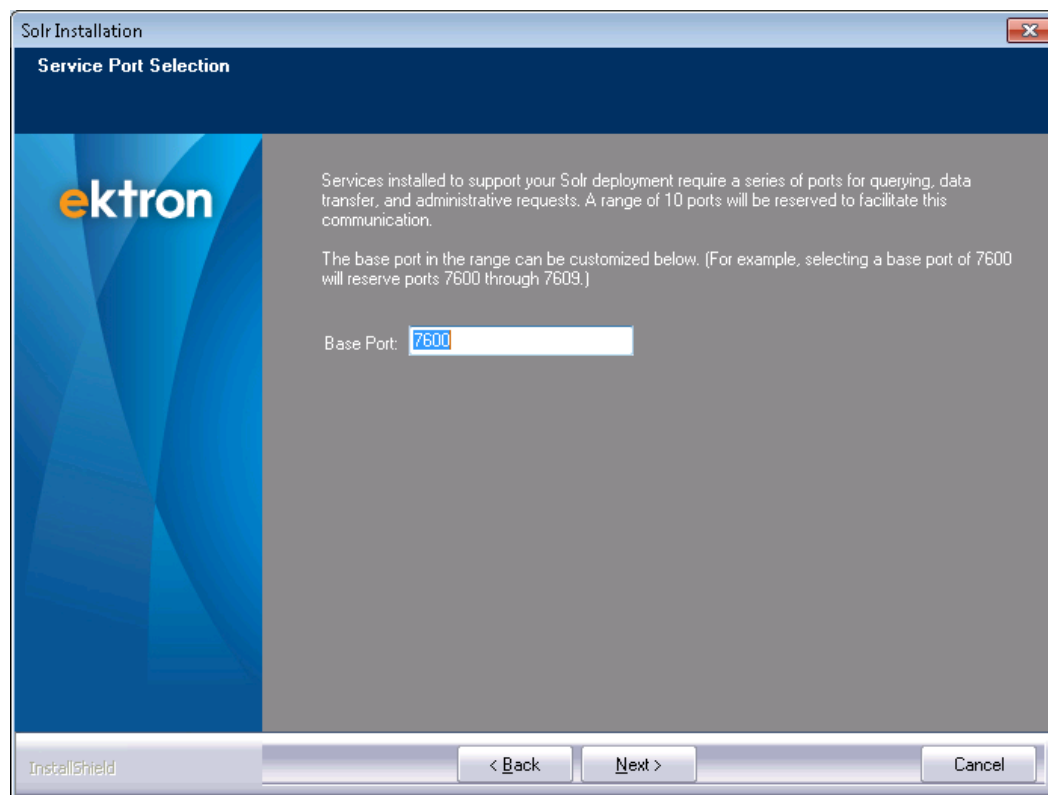 Solr Installation
Service Port Selection
ektron
Services installed to support your Solr deployment require a series of ports for querying, data
transfer, and administrative requests. A range of 10 ports will be reserved to facilitate this
communication.
The base port in the range can be customized below. (For example, selecting a base port of 7600
will reserve ports 7600 through 7609.)
Base Port: 7600
InstallShield
< Back
Next >
Cancel